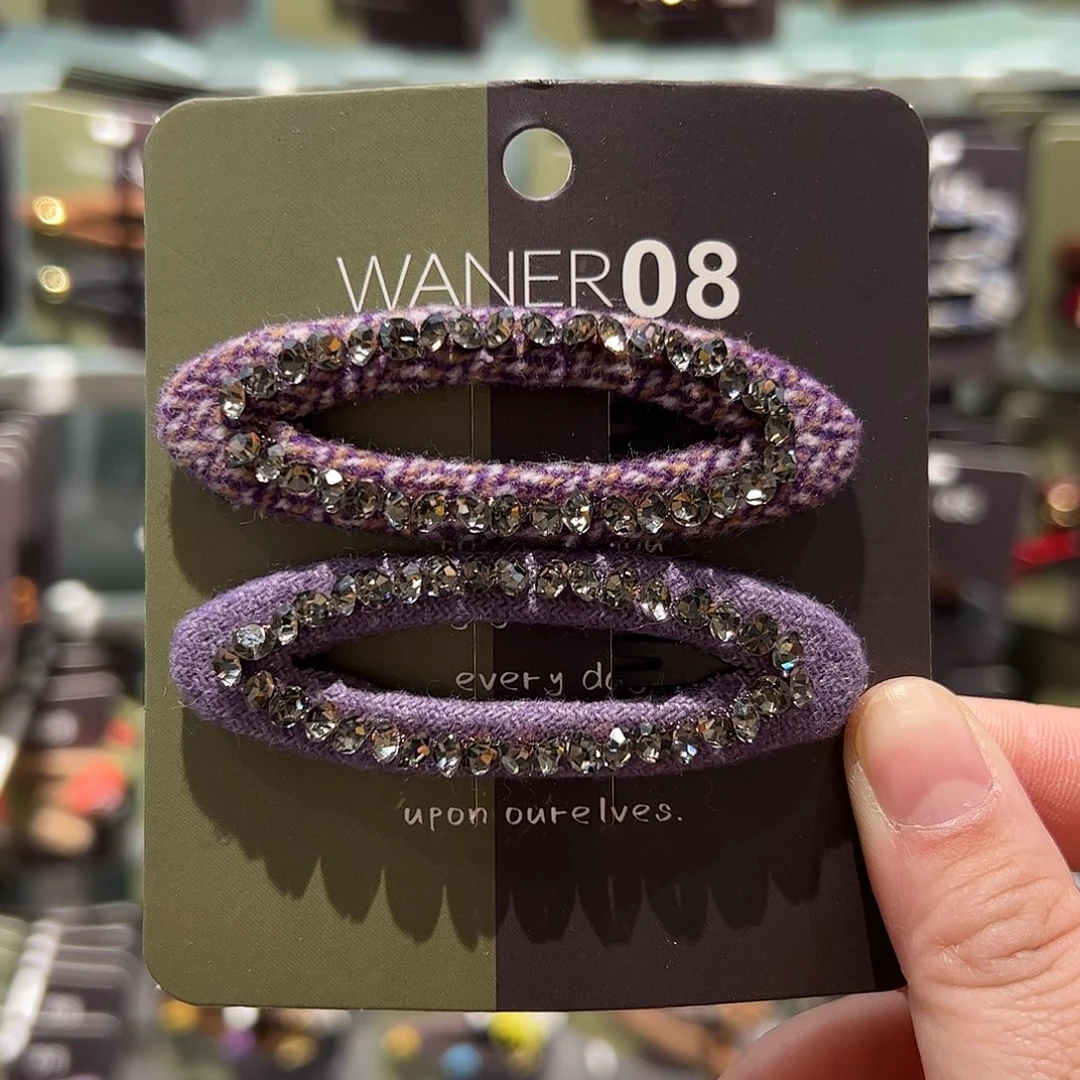 WANER08
every
upon ourelves.